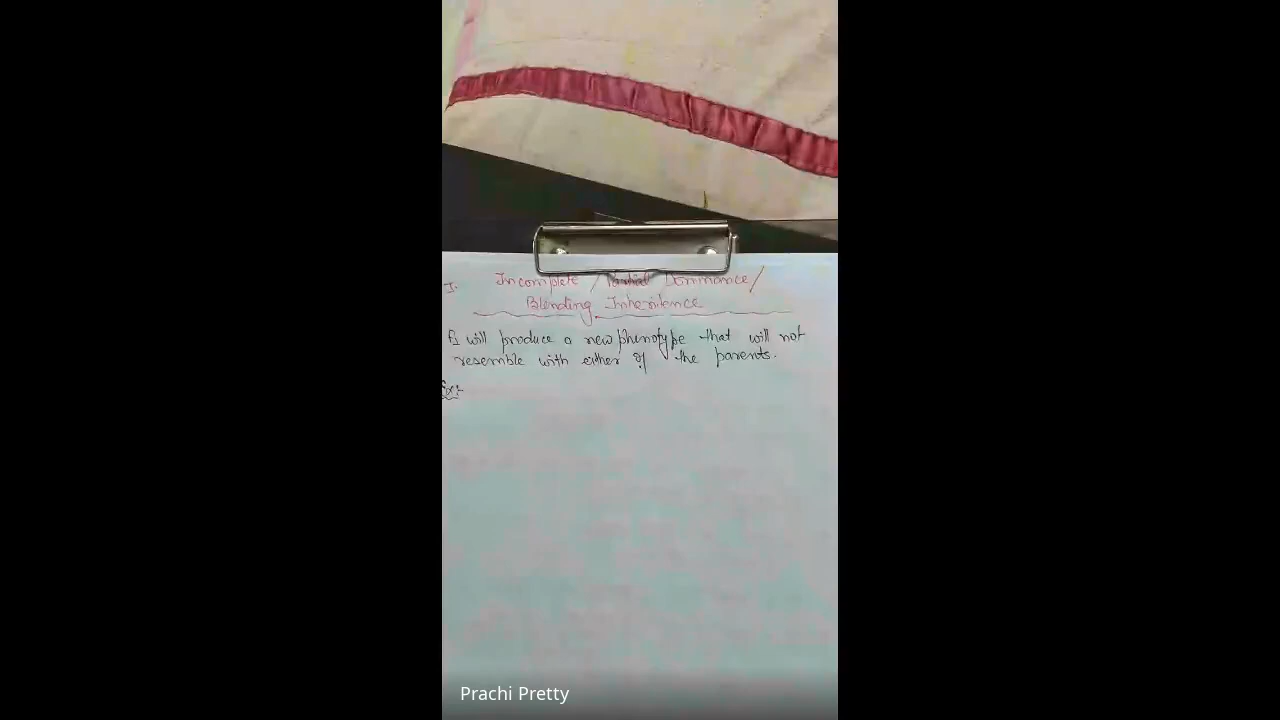 I. Incomplete / Partial Dominance /
Blending Inheritence
F1 will produce a new phenotype that will not
resemble with either of the parents.
Ex:-
Prachi Pretty